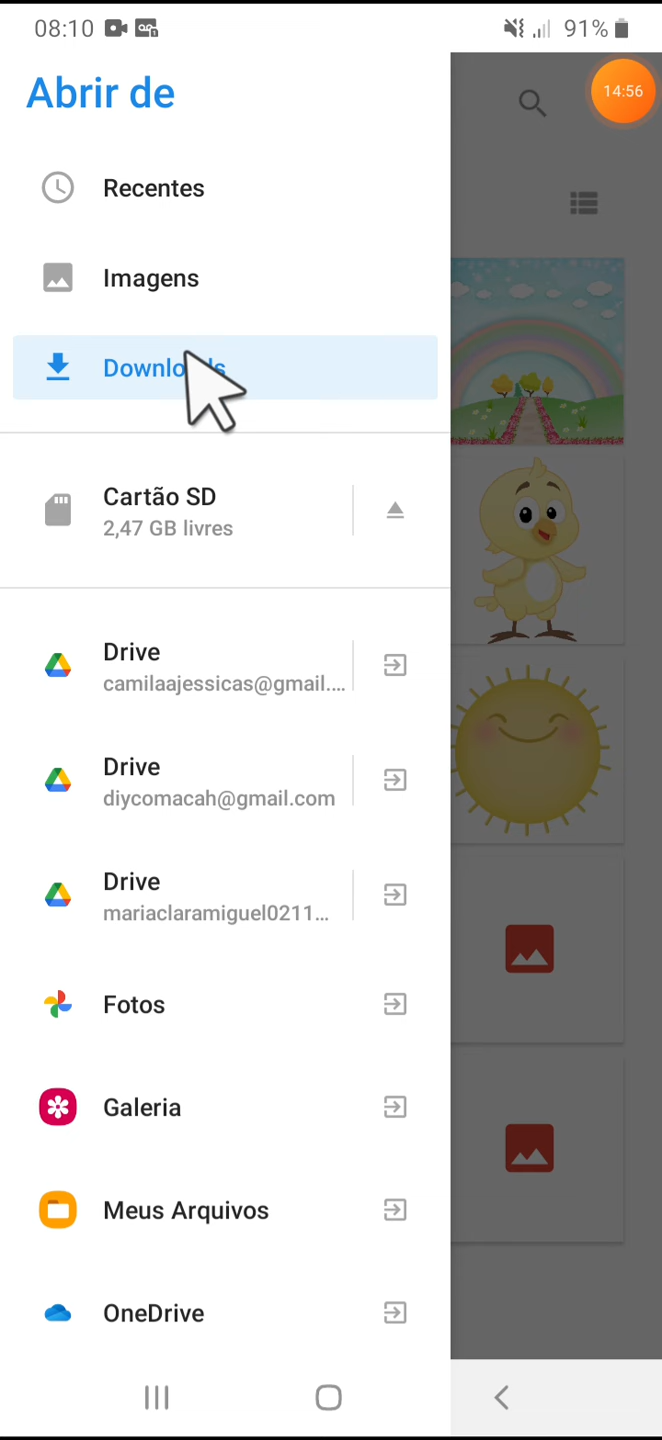 08:10
91%
14:56
Abrir de
Recentes
Imagens
Downloads
Cartão SD
2,47 GB livres
Drive
camilaajessicas@gmail....
Drive
diycomacah@gmail.com
Drive
mariaclaramiguel0211...
Fotos
Galeria
Meus Arquivos
OneDrive